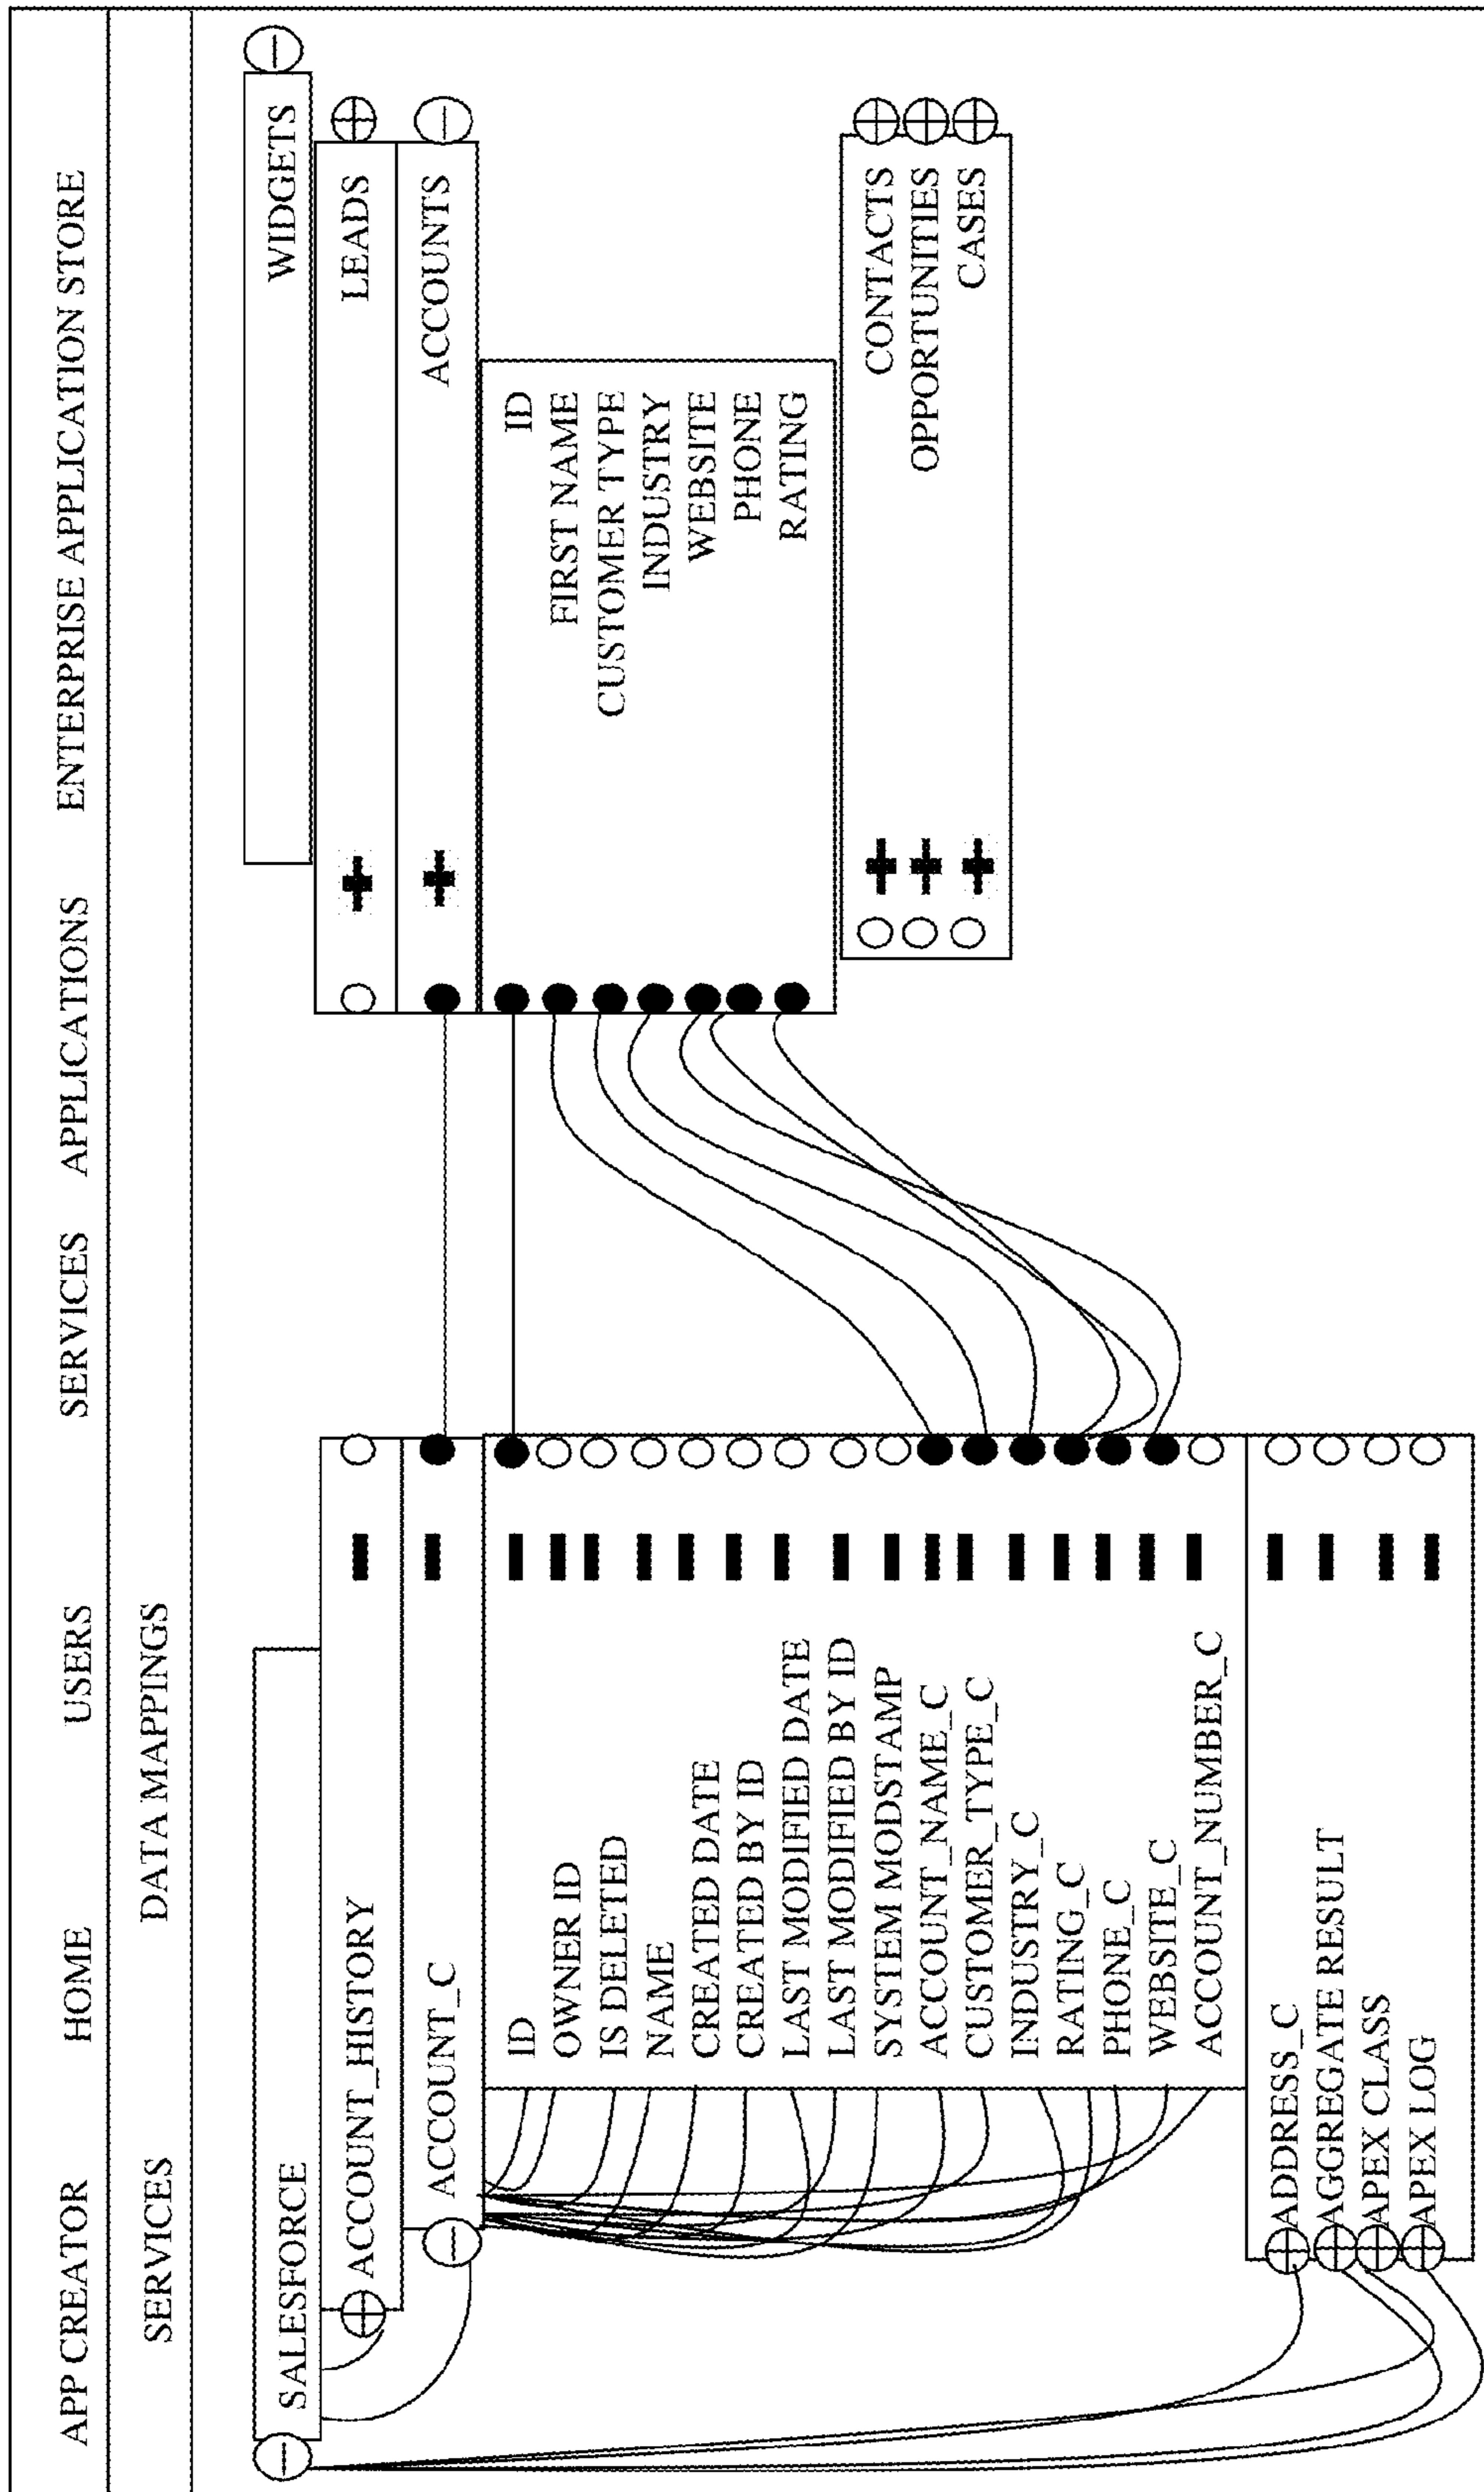 APP CREATOR HOME USERS SERVICES APPLICATIONS ENTERPRISE APPLICATION STORE
SERVICES DATA MAPPINGS
SALESFORCE
ACCOUNT_HISTORY
ACCOUNT_C
ID
OWNER ID
IS DELETED
NAME
CREATED DATE
CREATED BY ID
LAST MODIFIED DATE
LAST MODIFIED BY ID
SYSTEM MODSTAMP
ACCOUNT_NAME_C
CUSTOMER_TYPE_C
INDUSTRY_C
RATING_C
PHONE_C
WEBSITE_C
ACCOUNT_NUMBER_C
ADDRESS_C
AGGREGATE RESULT
APEX CLASS
APEX LOG
WIDGETS
LEADS
ACCOUNTS
ID
FIRST NAME
CUSTOMER TYPE
INDUSTRY
WEBSITE
PHONE
RATING
CONTACTS
OPPORTUNITIES
CASES